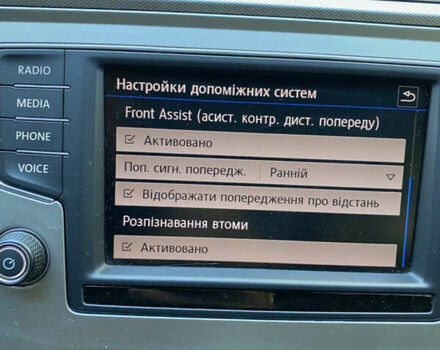 RADIO
MEDIA
PHONE
VOICE
Настройки допоміжних систем
Front Assist (асист. контр. дист. попереду)
Активовано
Поп. сигн. попередж. Ранній
Відображати попередження про відстань
Розпізнавання втоми
Активовано